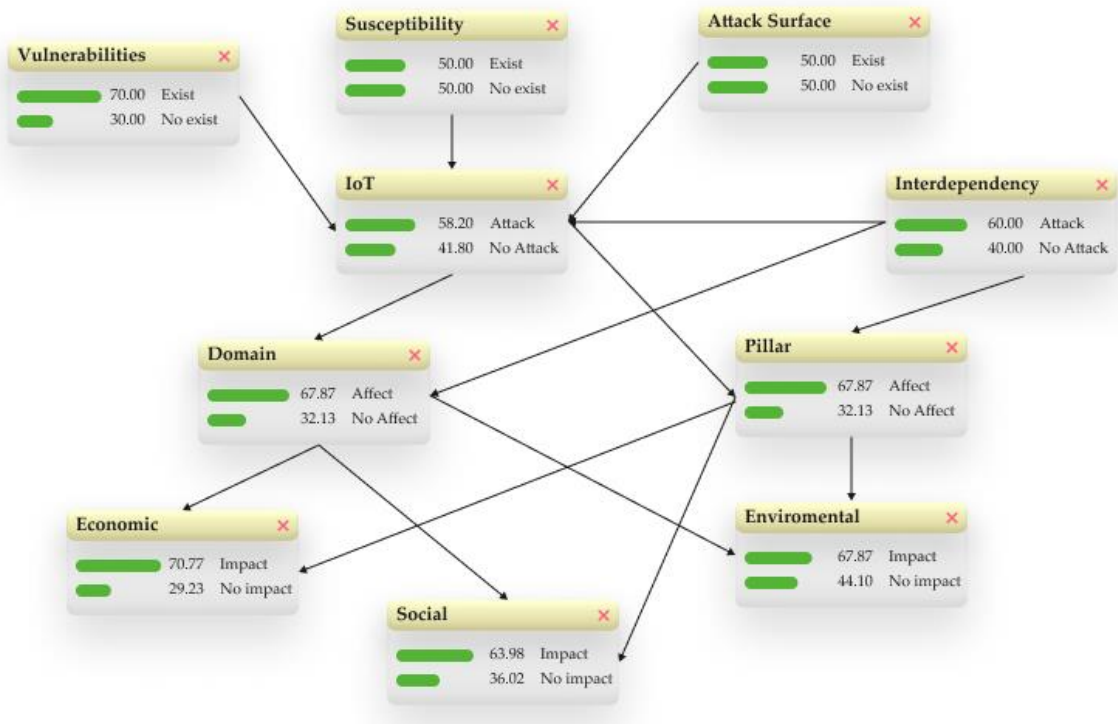 Susceptibility ×
50.00 Exist
50.00 No exist
Attack Surface ×
50.00 Exist
50.00 No exist
Vulnerabilities ×
70.00 Exist
30.00 No exist
IoT ×
58.20 Attack
41.80 No Attack
Interdependency ×
60.00 Attack
40.00 No Attack
Domain ×
67.87 Affect
32.13 No Affect
Pillar ×
67.87 Affect
32.13 No Affect
Economic ×
70.77 Impact
29.23 No impact
Enviromental ×
67.87 Impact
44.10 No impact
Social ×
63.98 Impact
36.02 No impact